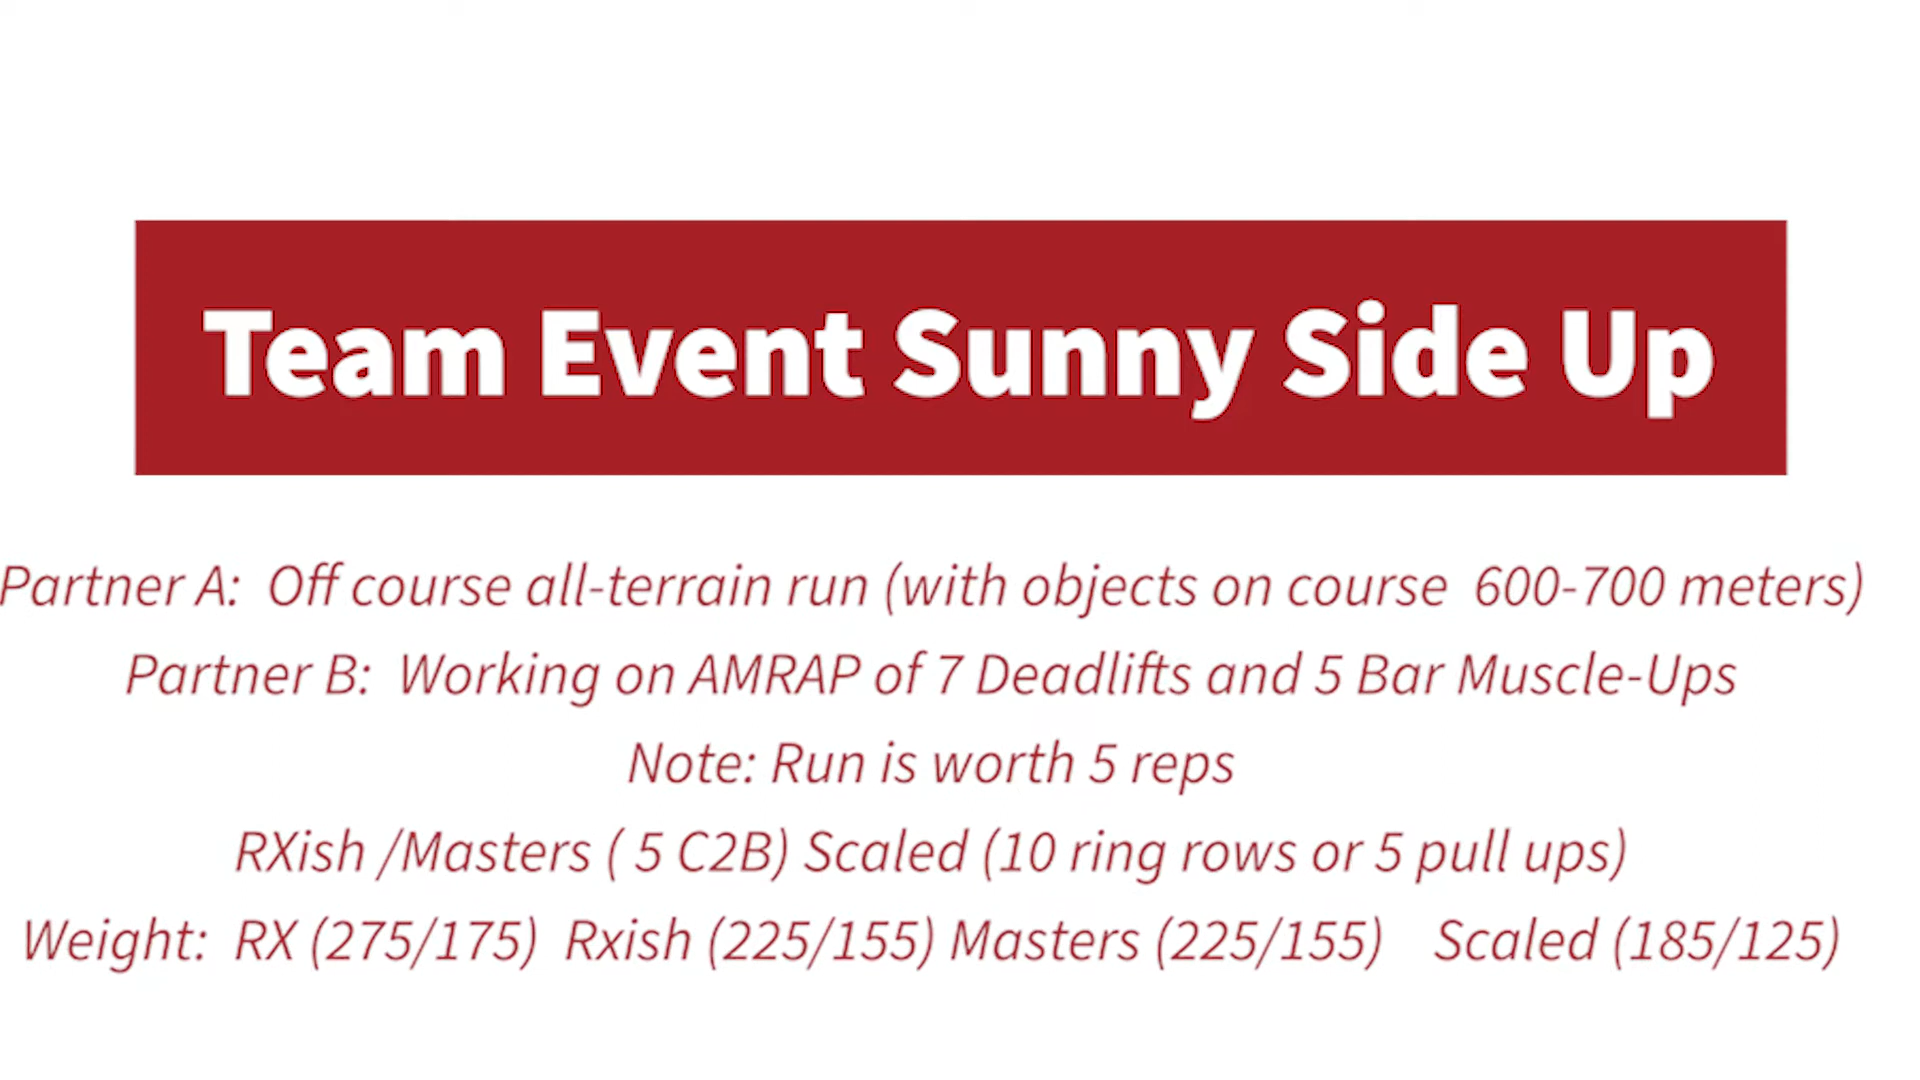 Team Event Sunny Side Up
Partner A: Off course all-terrain run (with objects on course 600-700 meters)
Partner B: Working on AMRAP of 7 Deadlifts and 5 Bar Muscle-Ups
Note: Run is worth 5 reps
RXish /Masters ( 5 C2B) Scaled (10 ring rows or 5 pull ups)
Weight: RX (275/175) Rxish (225/155) Masters (225/155) Scaled (185/125)